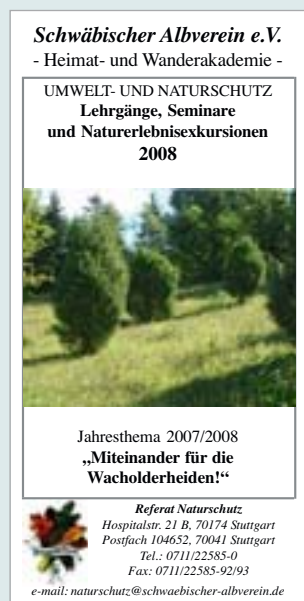 Schwäbischer Albverein e.V.
- Heimat- und Wanderakademie -
UMWELT- UND NATURSCHUTZ
Lehrgänge, Seminare
und Naturerlebnisexkursionen
2008
Jahresthema 2007/2008
„Miteinander für die
Wacholderheiden!“
Referat Naturschutz
Hospitalstr. 21 B, 70174 Stuttgart
Postfach 104652, 70041 Stuttgart
Tel.: 0711/22585-0
Fax: 0711/22585-92/93
e-mail: naturschutz@schwaebischer-albverein.de